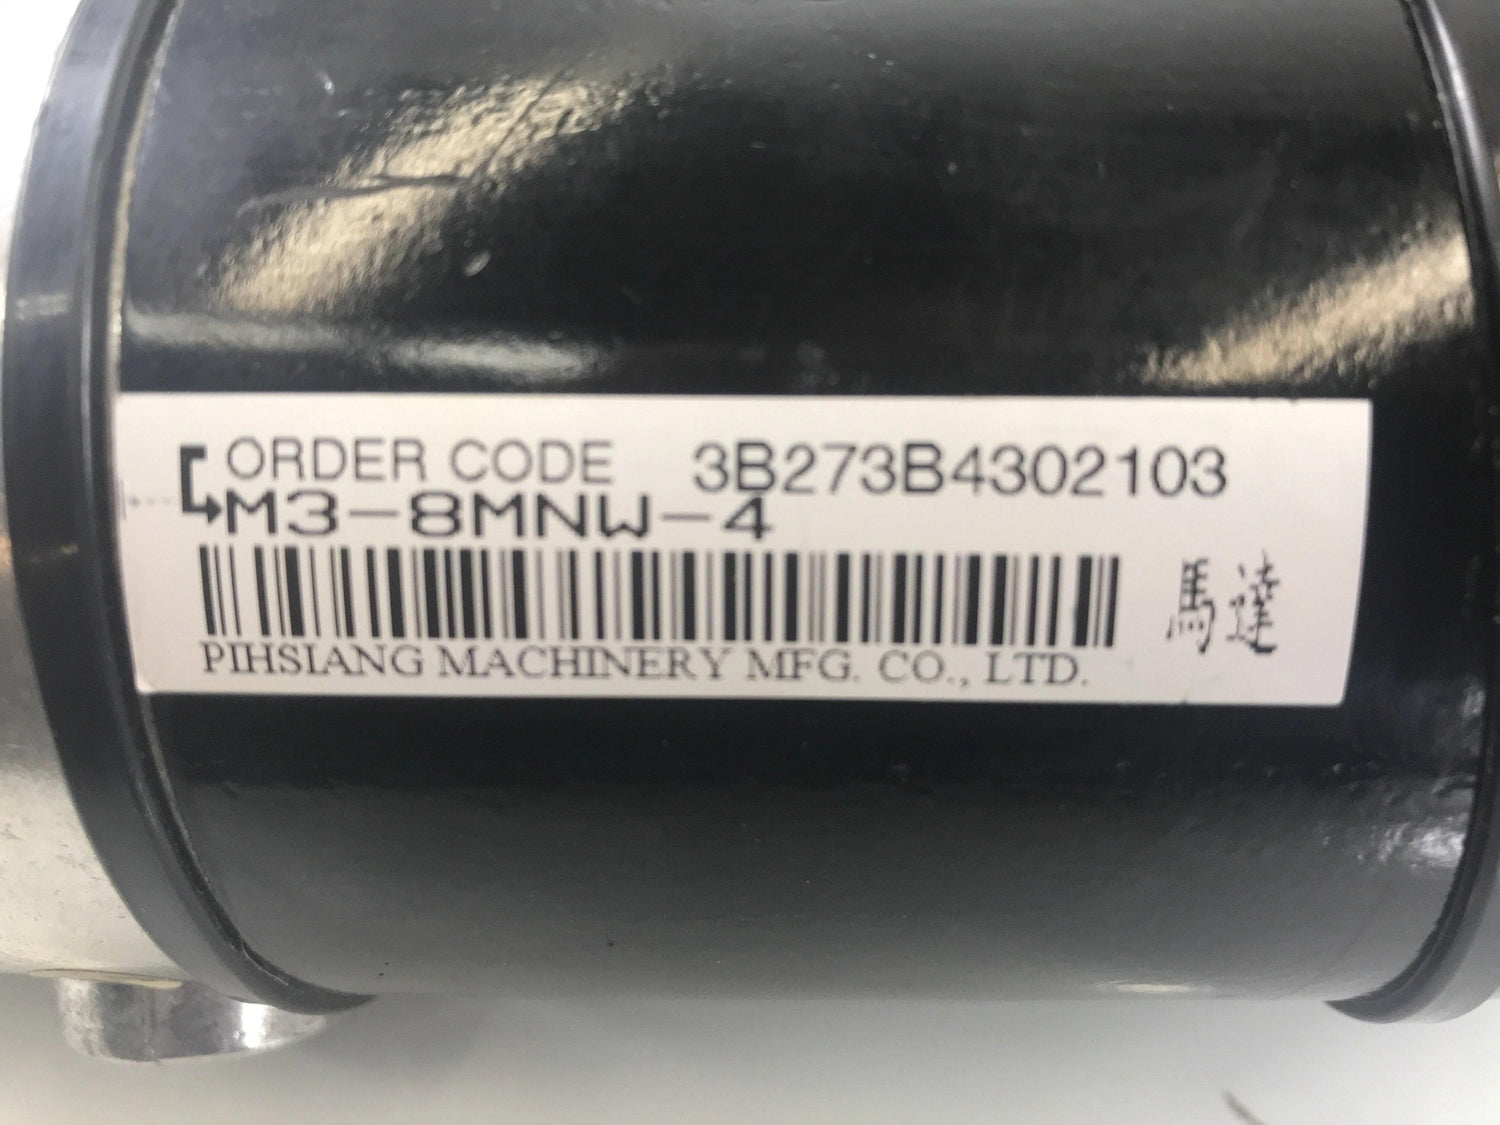 ORDER CODE 3B273B4302103
M3-8MNW-4
馬達
PIHSIANG MACHINERY MFG. CO., LTD.